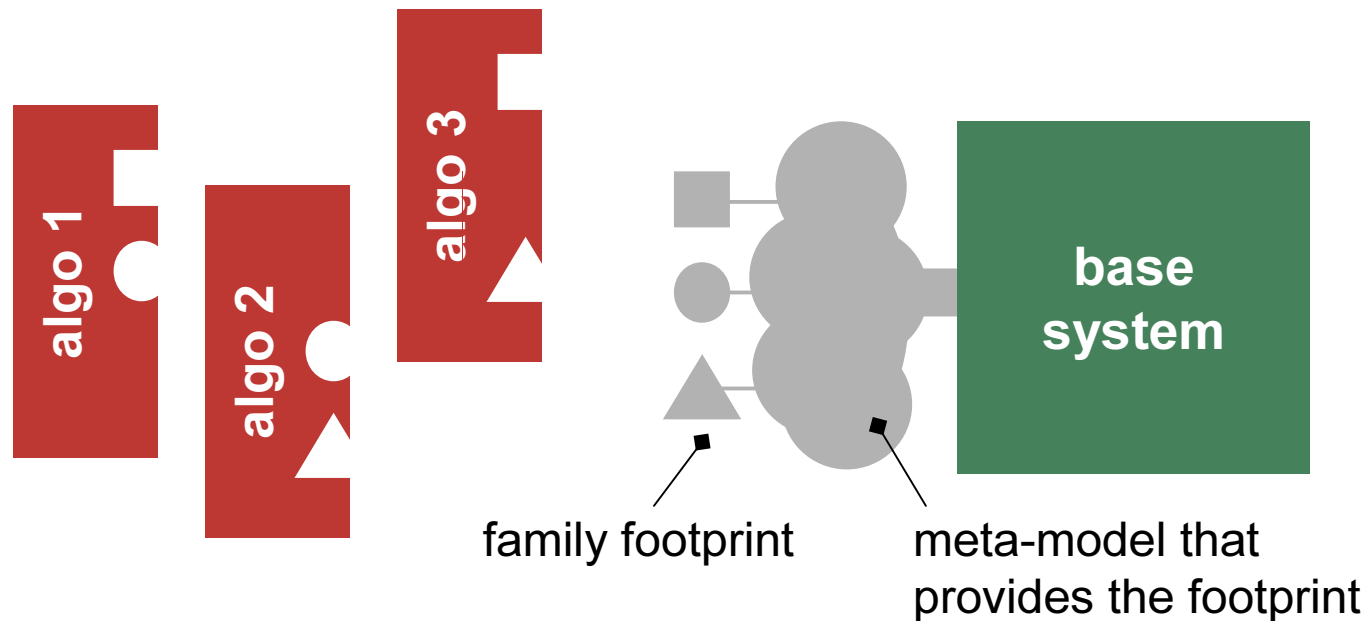 algo 1
algo 2
algo 3
base
system
family footprint
meta-model that
provides the footprint